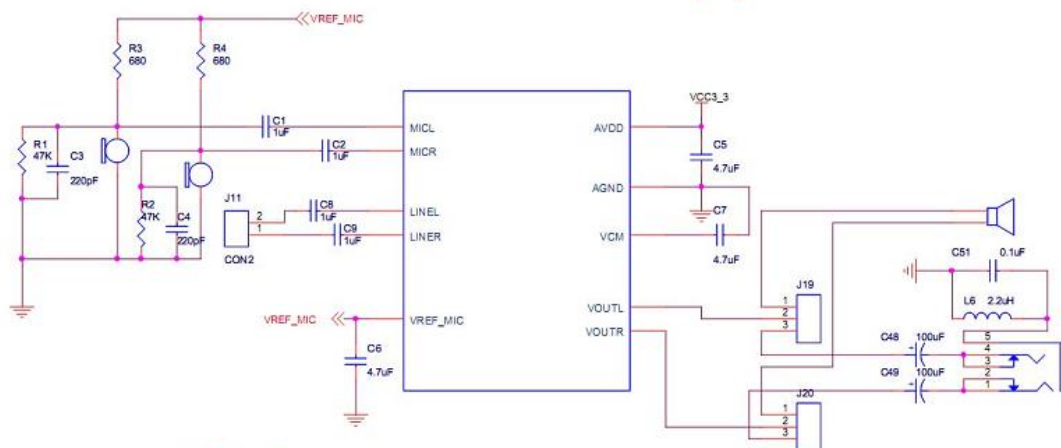 VREF_MIC
R3
680
R4
680
VCC3_3
C1
1uF
MICL
AVDD
R1
47K
C3
220pF
C2
1uF
MICR
C5
4.7uF
AGND
J11
2
1
CON2
C8
1uF
LINEL
R2
47K
C4
220pF
C9
1uF
LINER
VCM
C7
4.7uF
C51
0.1uF
J19
1
2
3
L6
2.2uH
VOUTL
VREF_MIC
VREF_MIC
VOUTR
C6
4.7uF
C48
100uF
5
4
3
2
1
C49
100uF
J20
1
2
3